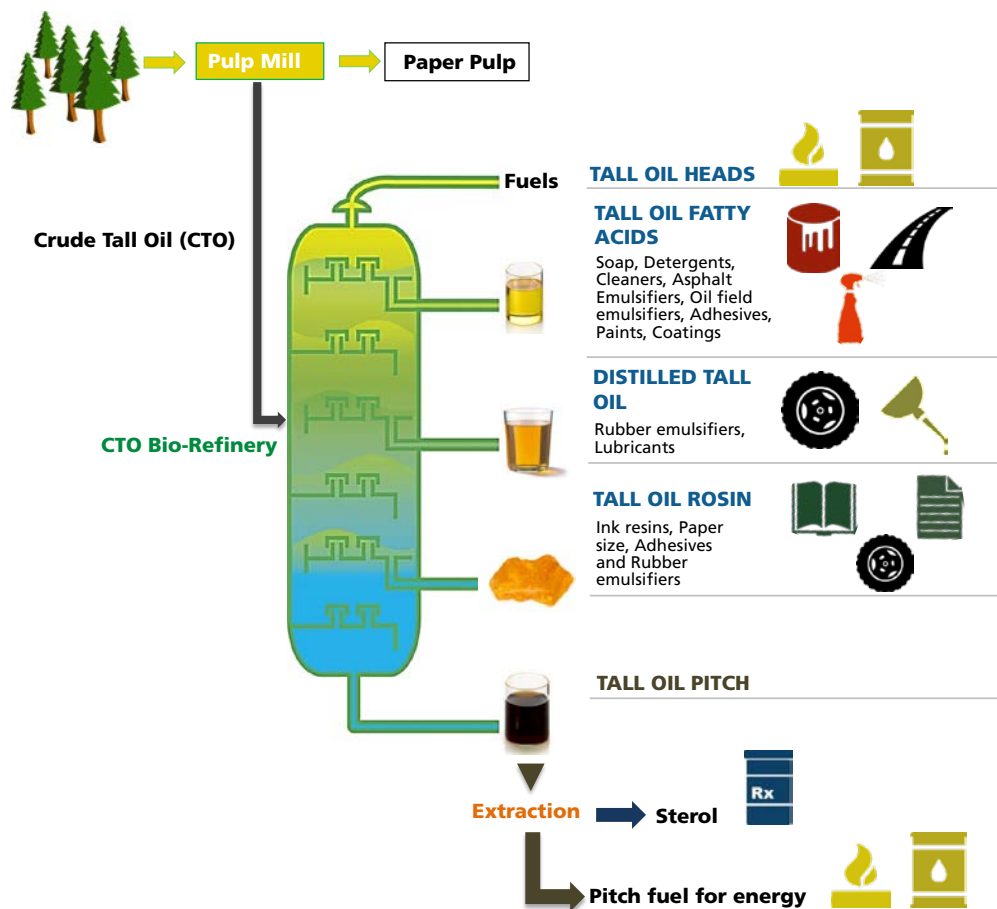 Pulp Mill
Paper Pulp
Fuels
TALL OIL HEADS
Crude Tall Oil (CTO)
TALL OIL FATTY
ACIDS
Soap, Detergents,
Cleaners, Asphalt
Emulsifiers, Oil field
emulsifiers, Adhesives,
Paints, Coatings
DISTILLED TALL
OIL
Rubber emulsifiers,
Lubricants
CTO Bio-Refinery
TALL OIL ROSIN
Ink resins, Paper
size, Adhesives
and Rubber
emulsifiers
TALL OIL PITCH
Extraction
Sterol
Rx
Pitch fuel for energy